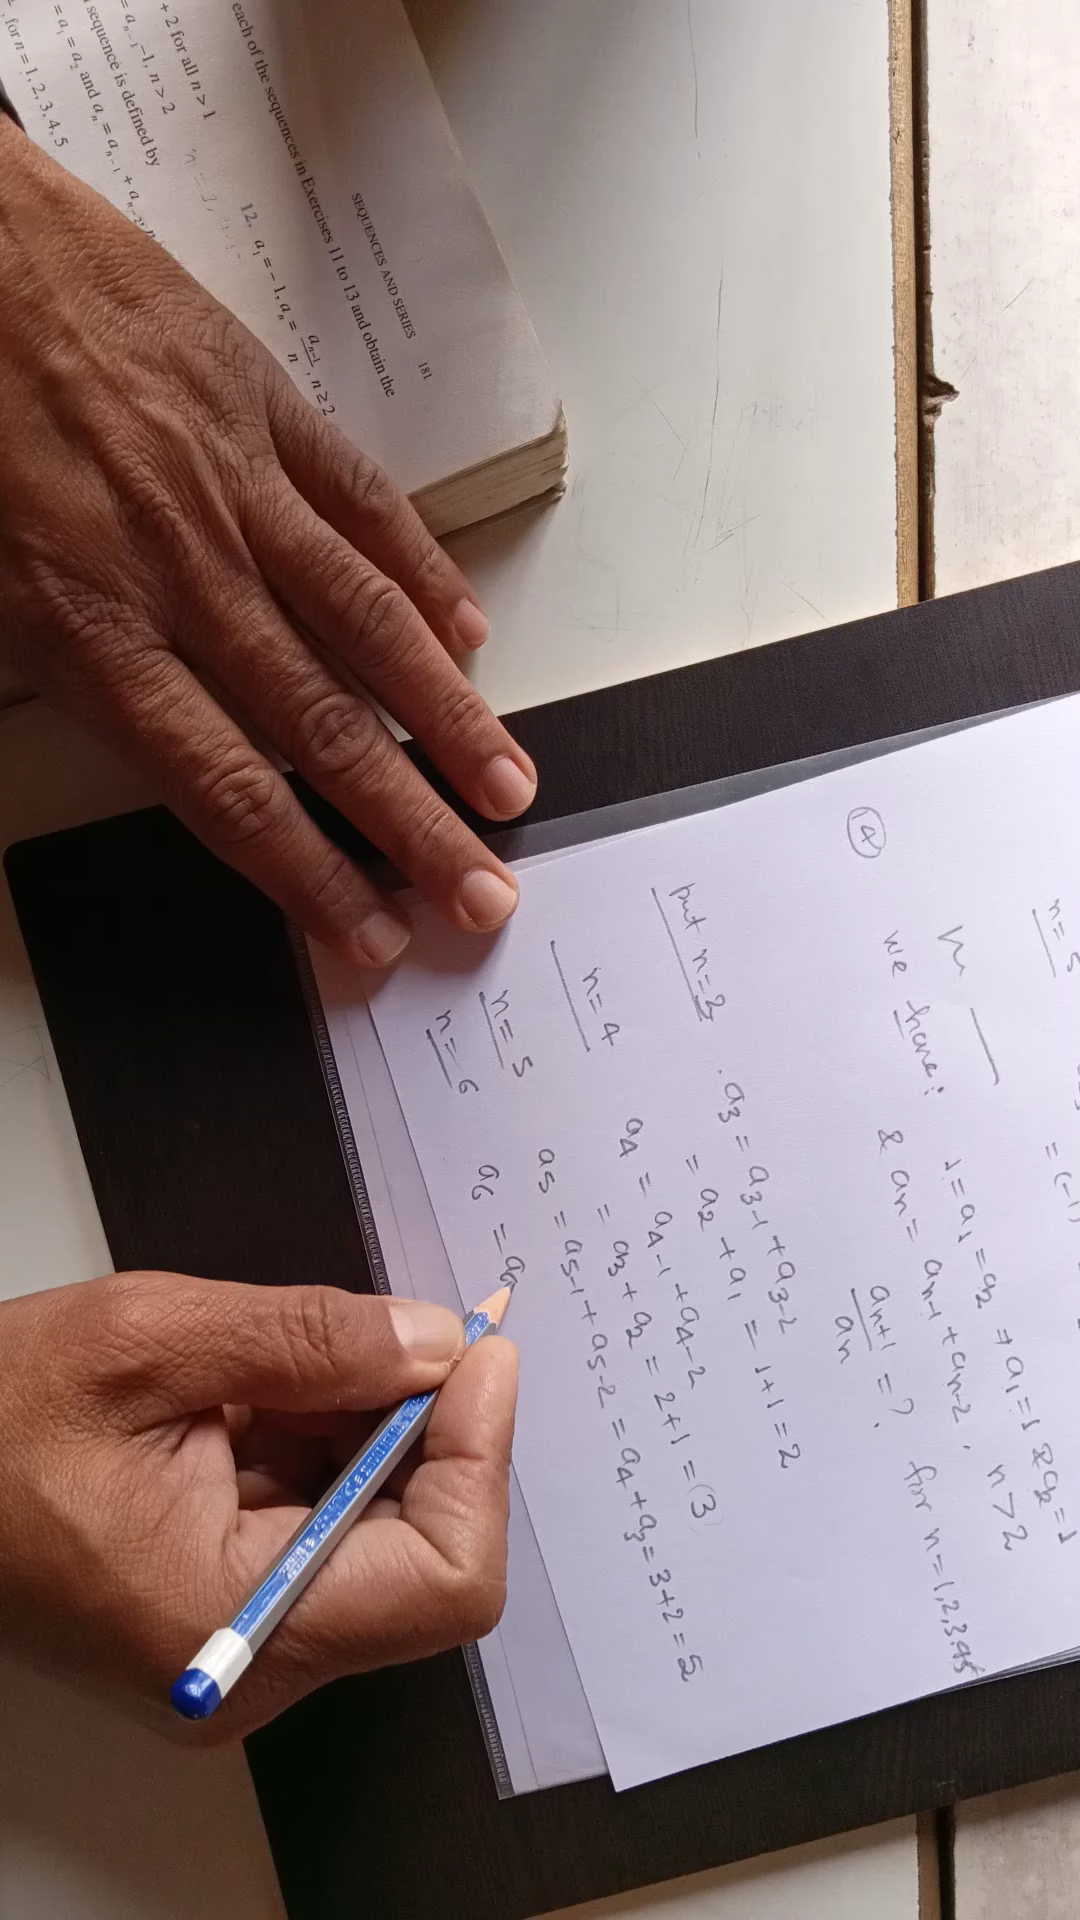 SEQUENCES AND SERIES 181
each of the sequences in Exercises 11 to 13 and obtain the
+ 2 for all n > 1
12. a₁ = – 1, aₙ = aₙ₋₁/n , n ≥ 2
= aₙ₋₁ – 1, n > 2
sequence is defined by
= a₁ = a₂ and aₙ = aₙ₋₁ + aₙ₋₂,
, for n = 1, 2, 3, 4, 5
n = 5
= (-1)
14
1 = a₁ = a₂ → a₁ = 1 & a₂ = 1
we have: & aₙ = aₙ₋₁ + aₙ₋₂ , n > 2
aₙ₊₁/aₙ = ? for n = 1, 2, 3, 4, 5
put n=3 . a₃ = a₃₋₁ + a₃₋₂
= a₂ + a₁ = 1+1 = 2
n = 4 a₄ = a₄₋₁ + a₄₋₂
= a₃ + a₂ = 2+1 = (3)
n = 5 a₅ = a₅₋₁ + a₅₋₂ = a₄ + a₃ = 3+2 = 5
n = 6 a₆ = a₆